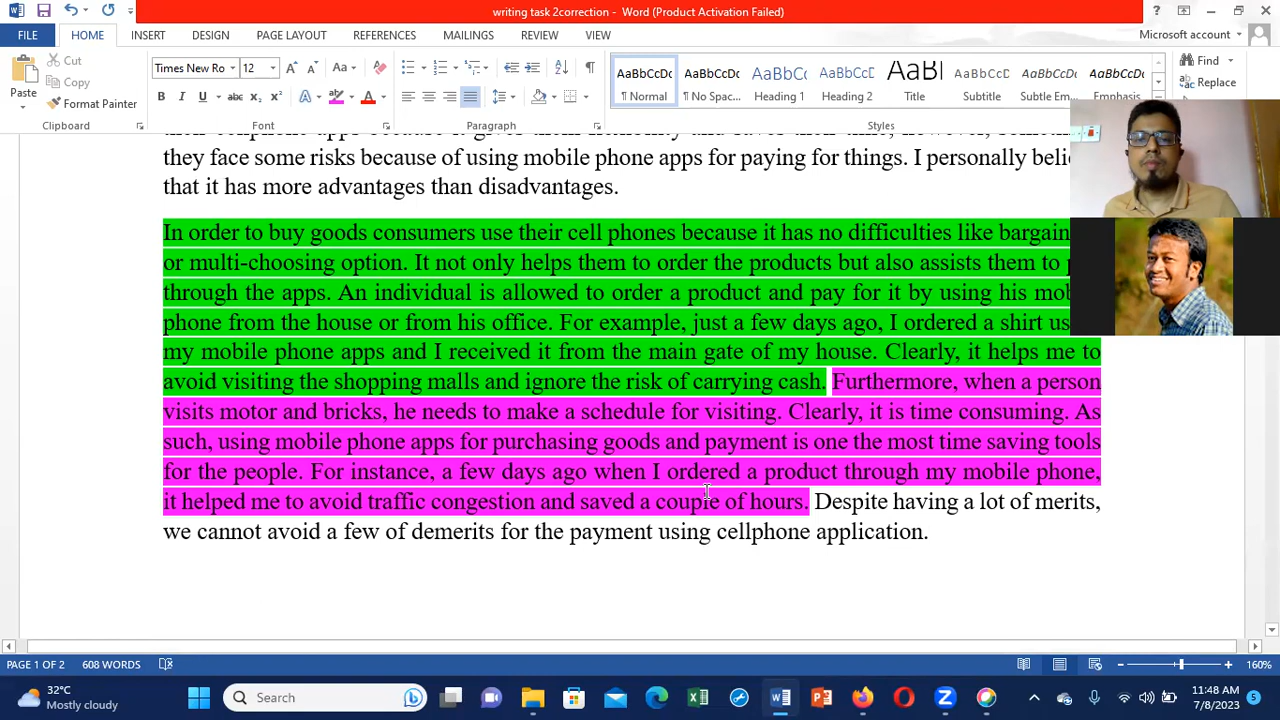 writing task 2correction - Word (Product Activation Failed)
FILE HOME INSERT DESIGN PAGE LAYOUT REFERENCES MAILINGS REVIEW VIEW Microsoft account
Cut
Copy
Paste
Format Painter
Times New Ro 12
AaBbCcDc AaBbCcDc AaBbCc AaBbCcD AaBl AaBbCcD AaBbCcDc AaBbCcDc
¶ Normal ¶ No Spac... Heading 1 Heading 2 Title Subtitle Subtle Em... Emphasis
Find
Replace
Clipboard Font Paragraph Styles
they face some risks because of using mobile phone apps for paying for things. I personally
that it has more advantages than disadvantages.
In order to buy goods consumers use their cell phones because it has no difficulties like
or multi-choosing option. It not only helps them to order the products but also assists them to
through the apps. An individual is allowed to order a product and pay for it by using his
phone from the house or from his office. For example, just a few days ago, I ordered a shirt
my mobile phone apps and I received it from the main gate of my house. Clearly, it helps me to
avoid visiting the shopping malls and ignore the risk of carrying cash. Furthermore, when a person
visits motor and bricks, he needs to make a schedule for visiting. Clearly, it is time consuming. As
such, using mobile phone apps for purchasing goods and payment is one the most time saving tools
for the people. For instance, a few days ago when I ordered a product through my mobile phone,
it helped me to avoid traffic congestion and saved a couple of hours. Despite having a lot of merits,
we cannot avoid a few of demerits for the payment using cellphone application.
PAGE 1 OF 2 608 WORDS 160%
32°C
Mostly cloudy
Search
11:48 AM
7/8/2023